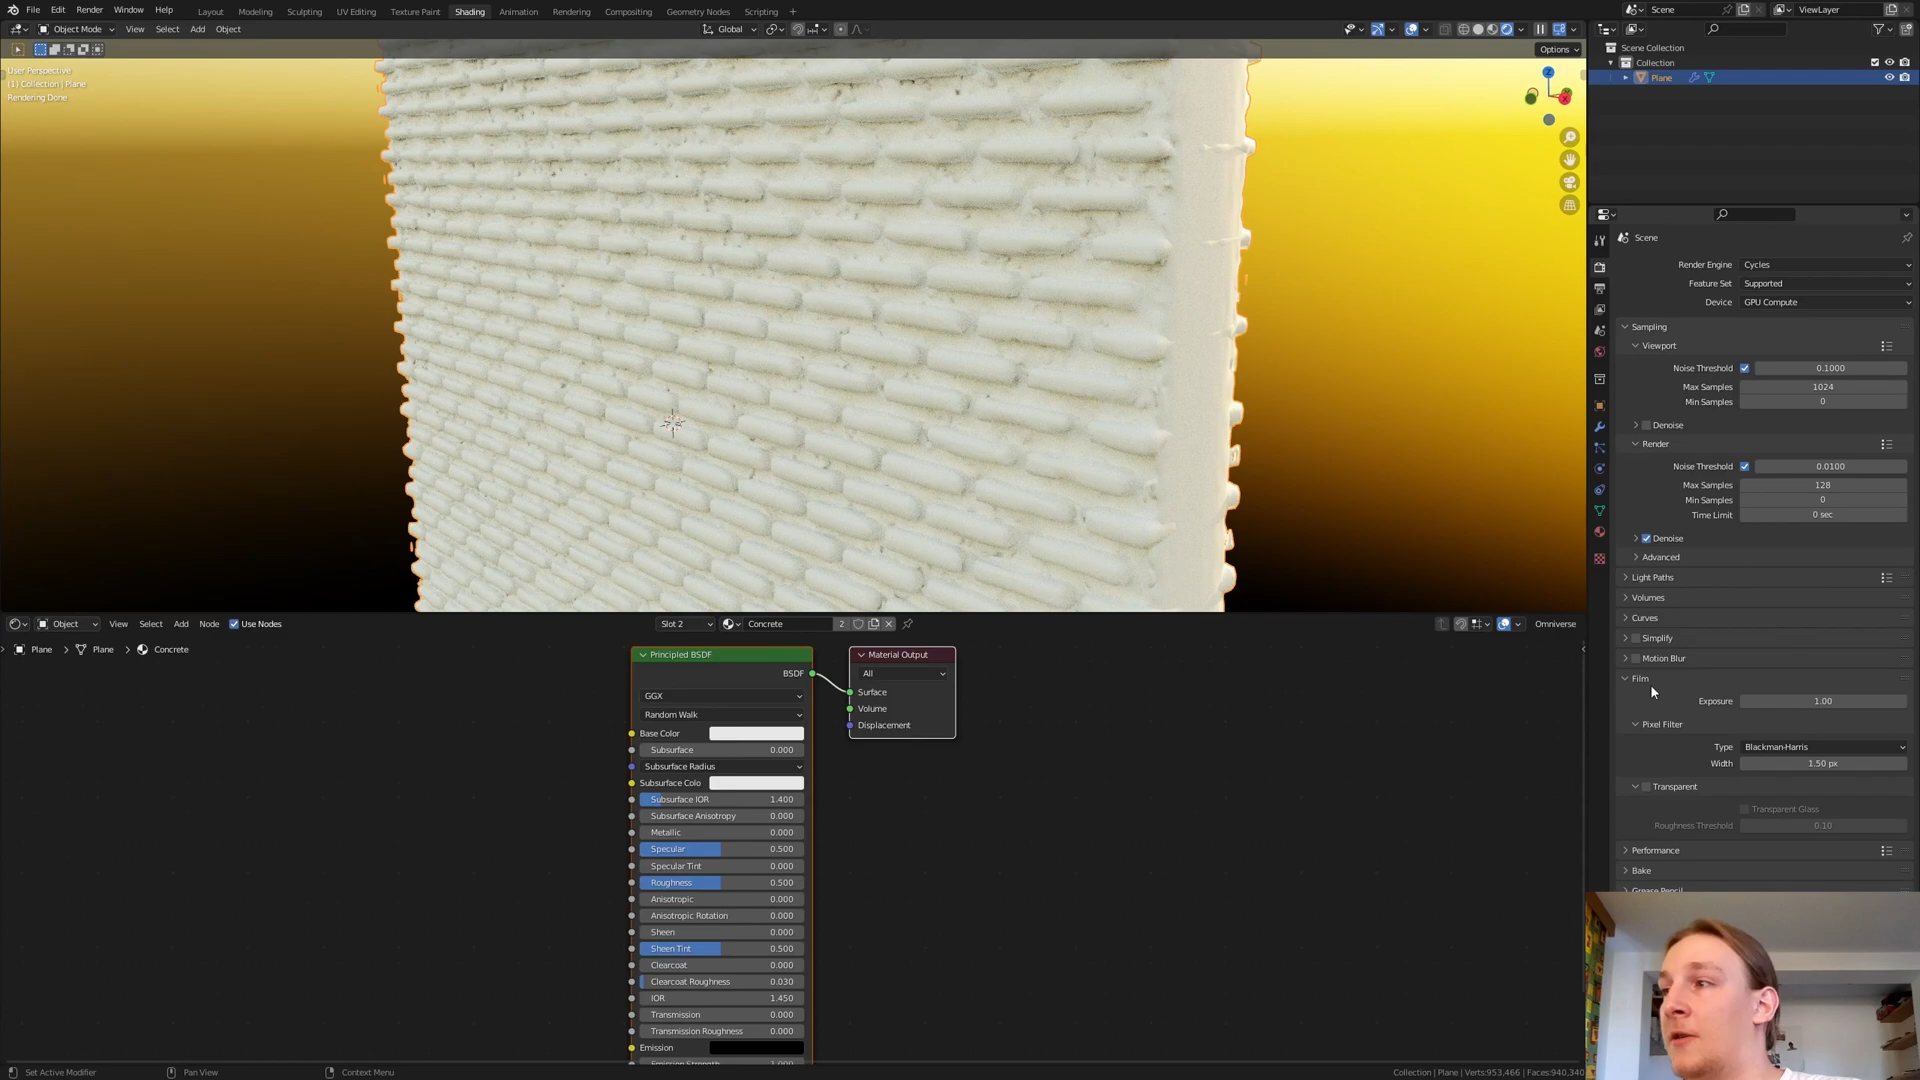 File Edit Render Window Help Layout Modeling Sculpting UV Editing Texture Paint Shading Animation Rendering Compositing Geometry Nodes Scripting + Scene ViewLayer
Object Mode View Select Add Object Global
Options
User Perspective
(1) Collection | Plane
Rendering Done
Z
X
Scene Collection
Collection
Plane
Scene
Render Engine Cycles
Feature Set Supported
Device GPU Compute
Sampling
Viewport
Noise Threshold 0.1000
Max Samples 1024
Min Samples 0
Denoise
Render
Noise Threshold 0.0100
Max Samples 128
Min Samples 0
Time Limit 0 sec
Denoise
Advanced
Light Paths
Volumes
Curves
Simplify
Motion Blur
Film
Exposure 1.00
Pixel Filter
Type Blackman-Harris
Width 1.50 px
Transparent
Transparent Glass
Roughness Threshold 0.10
Performance
Bake
Grease Pencil
Object View Select Add Node Use Nodes Slot 2 Concrete 2 Omniverse
Plane > Plane > Concrete
Principled BSDF
BSDF
GGX
Random Walk
Base Color
Subsurface 0.000
Subsurface Radius
Subsurface Colo
Subsurface IOR 1.400
Subsurface Anisotropy 0.000
Metallic 0.000
Specular 0.500
Specular Tint 0.000
Roughness 0.500
Anisotropic 0.000
Anisotropic Rotation 0.000
Sheen 0.000
Sheen Tint 0.500
Clearcoat 0.000
Clearcoat Roughness 0.030
IOR 1.450
Transmission 0.000
Transmission Roughness 0.000
Emission
Emission Strength 1.000
Material Output
All
Surface
Volume
Displacement
Set Active Modifier Pan View Context Menu Collection | Plane | Verts:953,466 | Faces:940,340